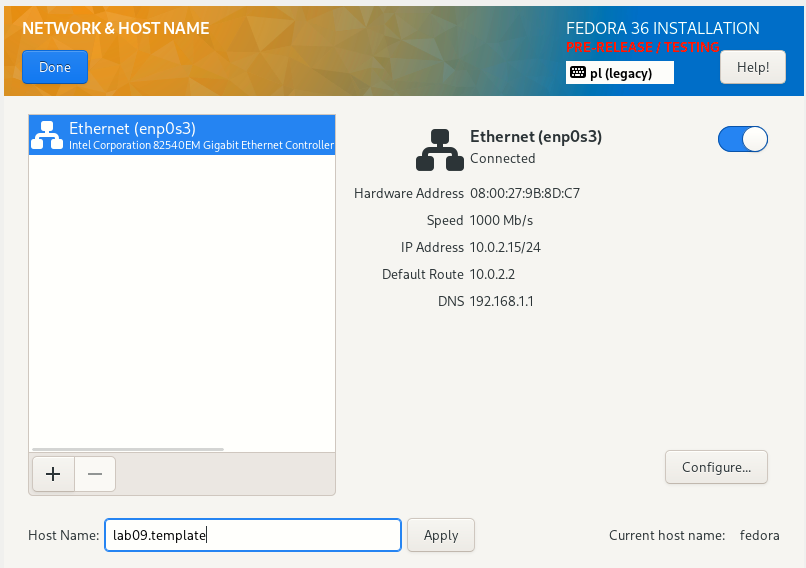 NETWORK & HOST NAME
FEDORA 36 INSTALLATION
PRE-RELEASE / TESTING
Done
pl (legacy)
Help!
Ethernet (enp0s3)
Intel Corporation 82540EM Gigabit Ethernet Controller
Ethernet (enp0s3)
Connected
Hardware Address 08:00:27:9B:8D:C7
Speed 1000 Mb/s
IP Address 10.0.2.15/24
Default Route 10.0.2.2
DNS 192.168.1.1
Configure...
Host Name: lab09.template Apply Current host name: fedora